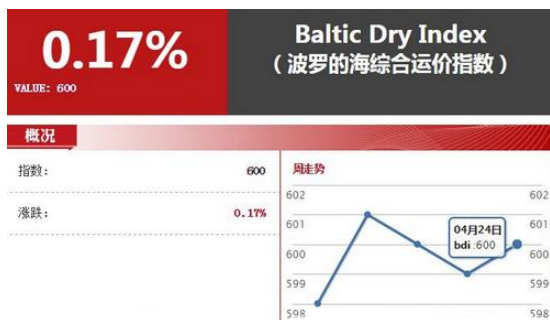 0.17%
VALUE: 600
Baltic Dry Index
（波罗的海综合运价指数）
概况
指数： 600
涨跌： 0.17%
周走势
602 602
601 601
04月24日
bdi :600
600 600
599 599
598 598